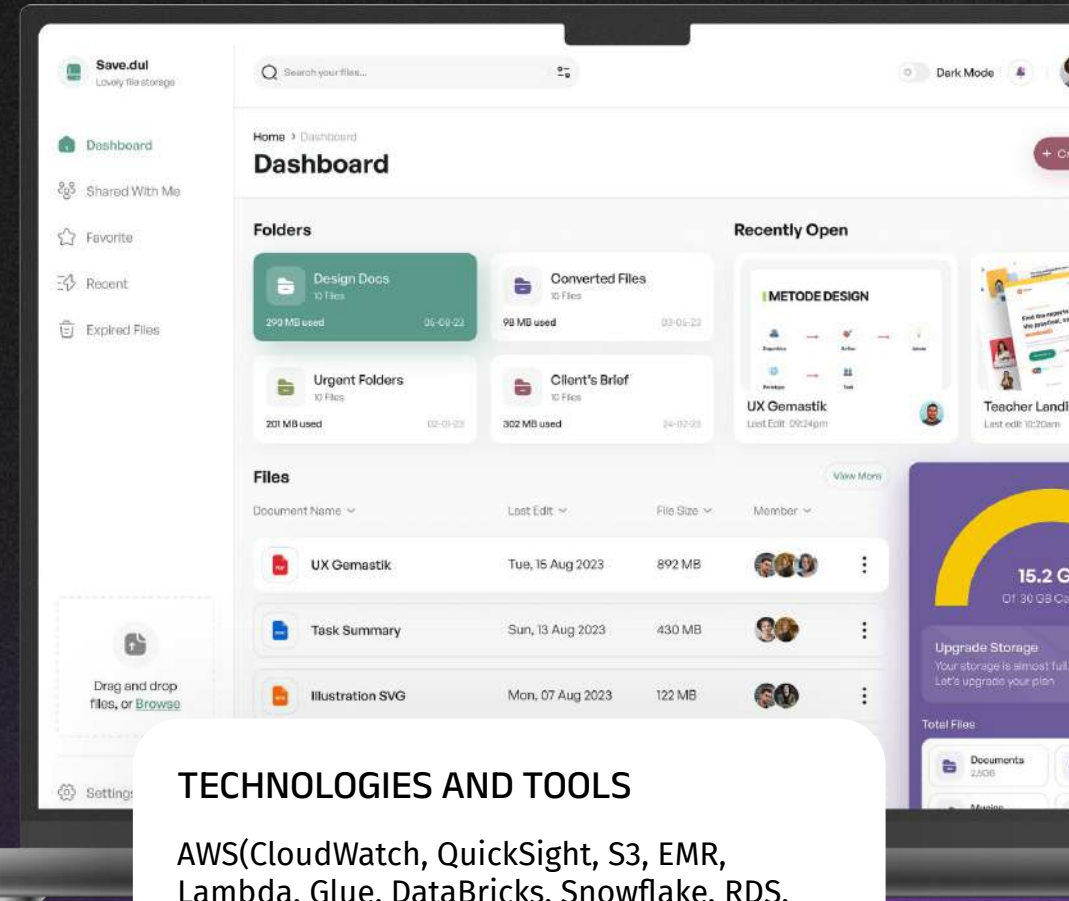 Save.dul
Lovely file storage
Search your files...
Dark Mode
Dashboard
Shared With Me
Favorite
Recent
Expired Files
Drag and drop
files, or Browse
Settings
Home > Dashboard
Dashboard
+ Cr
Folders
Design Docs
10 Files
290 MB used
Converted Files
10 Files
98 MB used
Urgent Folders
10 Files
201 MB used
Client's Brief
10 Files
302 MB used
Recently Open
METODE DESIGN
UX Gemastik
Last Edit 09:24pm
Teacher Landi
Last edit 10:20am
Files
View More
Document Name Last Edit File Size Member
UX Gemastik Tue, 15 Aug 2023 892 MB
Task Summary Sun, 13 Aug 2023 430 MB
Illustration SVG Mon, 07 Aug 2023 122 MB
15.2 G
Of 30 GB Ca
Upgrade Storage
Your storage is almost full.
Let's upgrade your plan
Total Files
Documents
TECHNOLOGIES AND TOOLS
AWS(CloudWatch, QuickSight, S3, EMR,
Lambda, Glue, DataBricks, Snowflake, RDS,